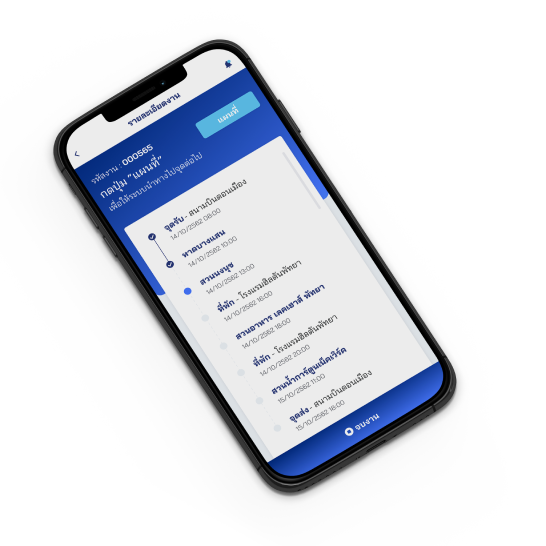 รายละเอียดงาน
รหัสงาน : 000565
กดปุ่ม "แผนที่"
เพื่อให้ระบบนำทางไปจุดต่อไป
แผนที่
จุดรับ - สนามบินดอนเมือง
14/10/2562 08:00
หาดบางแสน
14/10/2562 10:00
สวนนงนุช
14/10/2562 13:00
ที่พัก - โรงแรมฮิลตันพัทยา
14/10/2562 16:00
สวนอาหาร เดอะสกาย พัทยา
14/10/2562 18:00
ที่พัก - โรงแรมฮิลตันพัทยา
14/10/2562 20:00
สวนน้ำการ์ตูนเน็ตเวิร์ค
15/10/2562 11:00
จุดส่ง - สนามบินดอนเมือง
15/10/2562 16:00
จบงาน